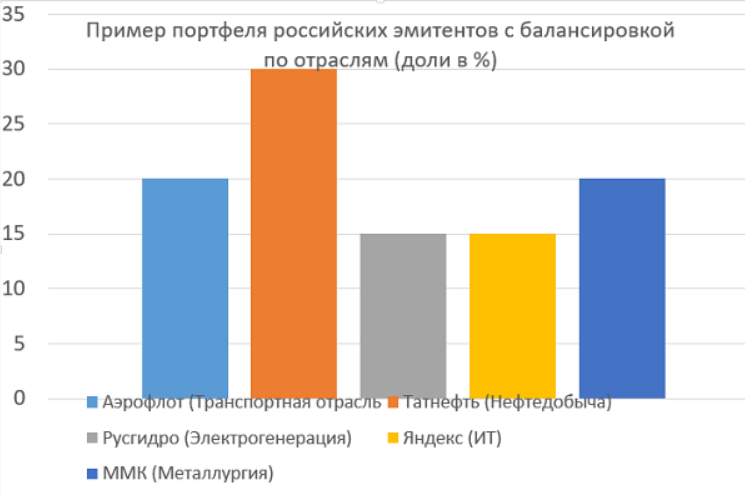 35
Пример портфеля российских эмитентов с балансировкой
по отраслям (доли в %)
30
25
20
15
10
5
0
Аэрофлот (Транспортная отрасль Татнефть (Нефтедобыча)
Русгидро (Электрогенерация) Яндекс (ИТ)
ММК (Металлургия)